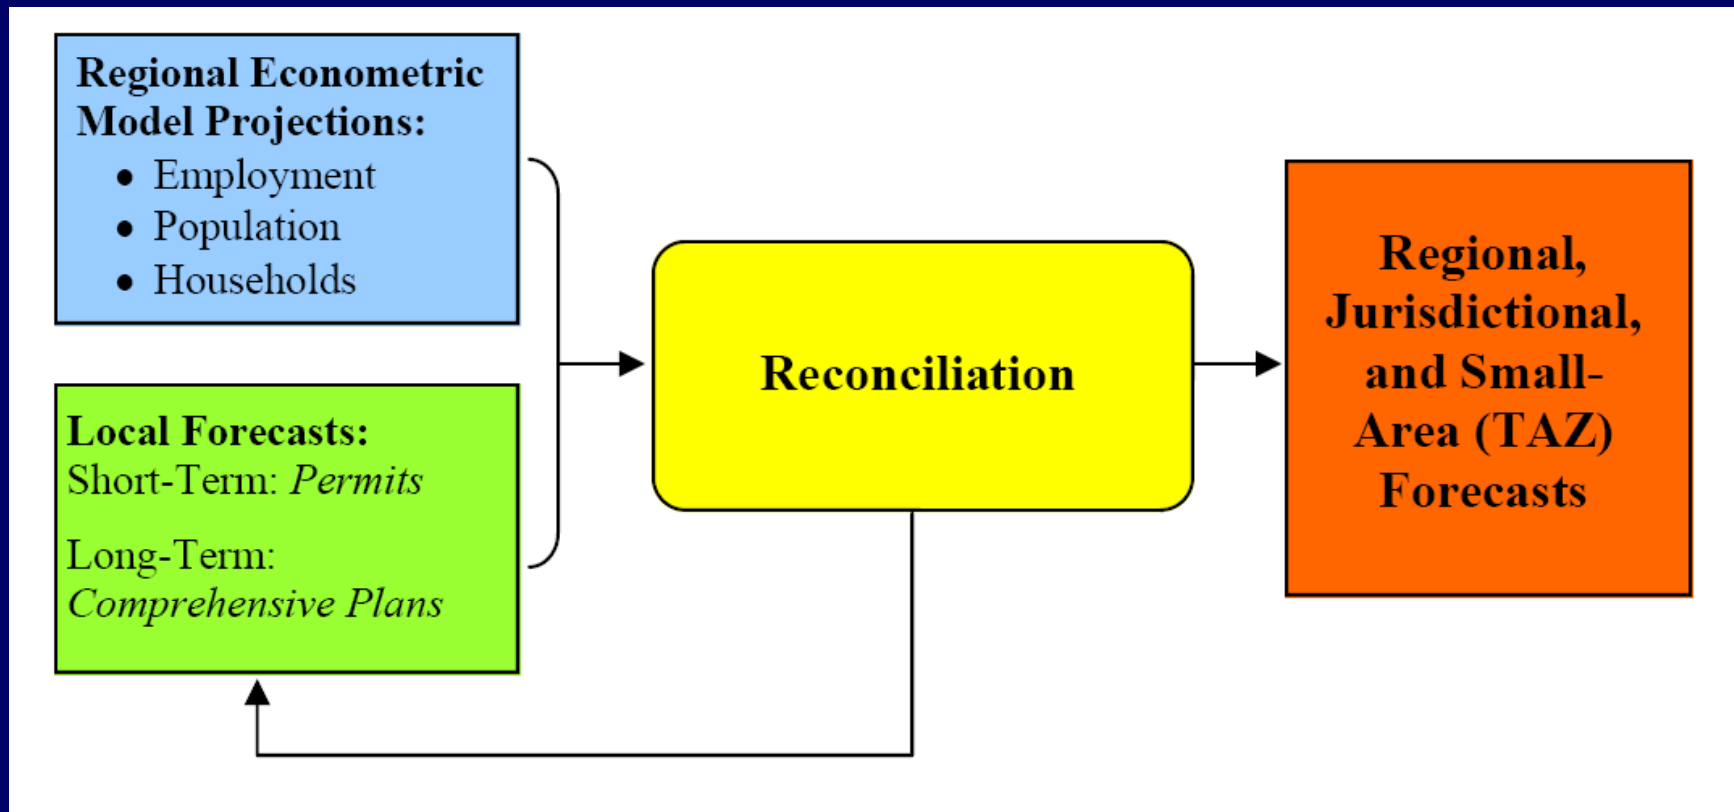 Regional Econometric
Model Projections:
• Employment
• Population
• Households
Local Forecasts:
Short-Term: Permits
Long-Term:
Comprehensive Plans
Reconciliation
Regional,
Jurisdictional,
and Small-
Area (TAZ)
Forecasts